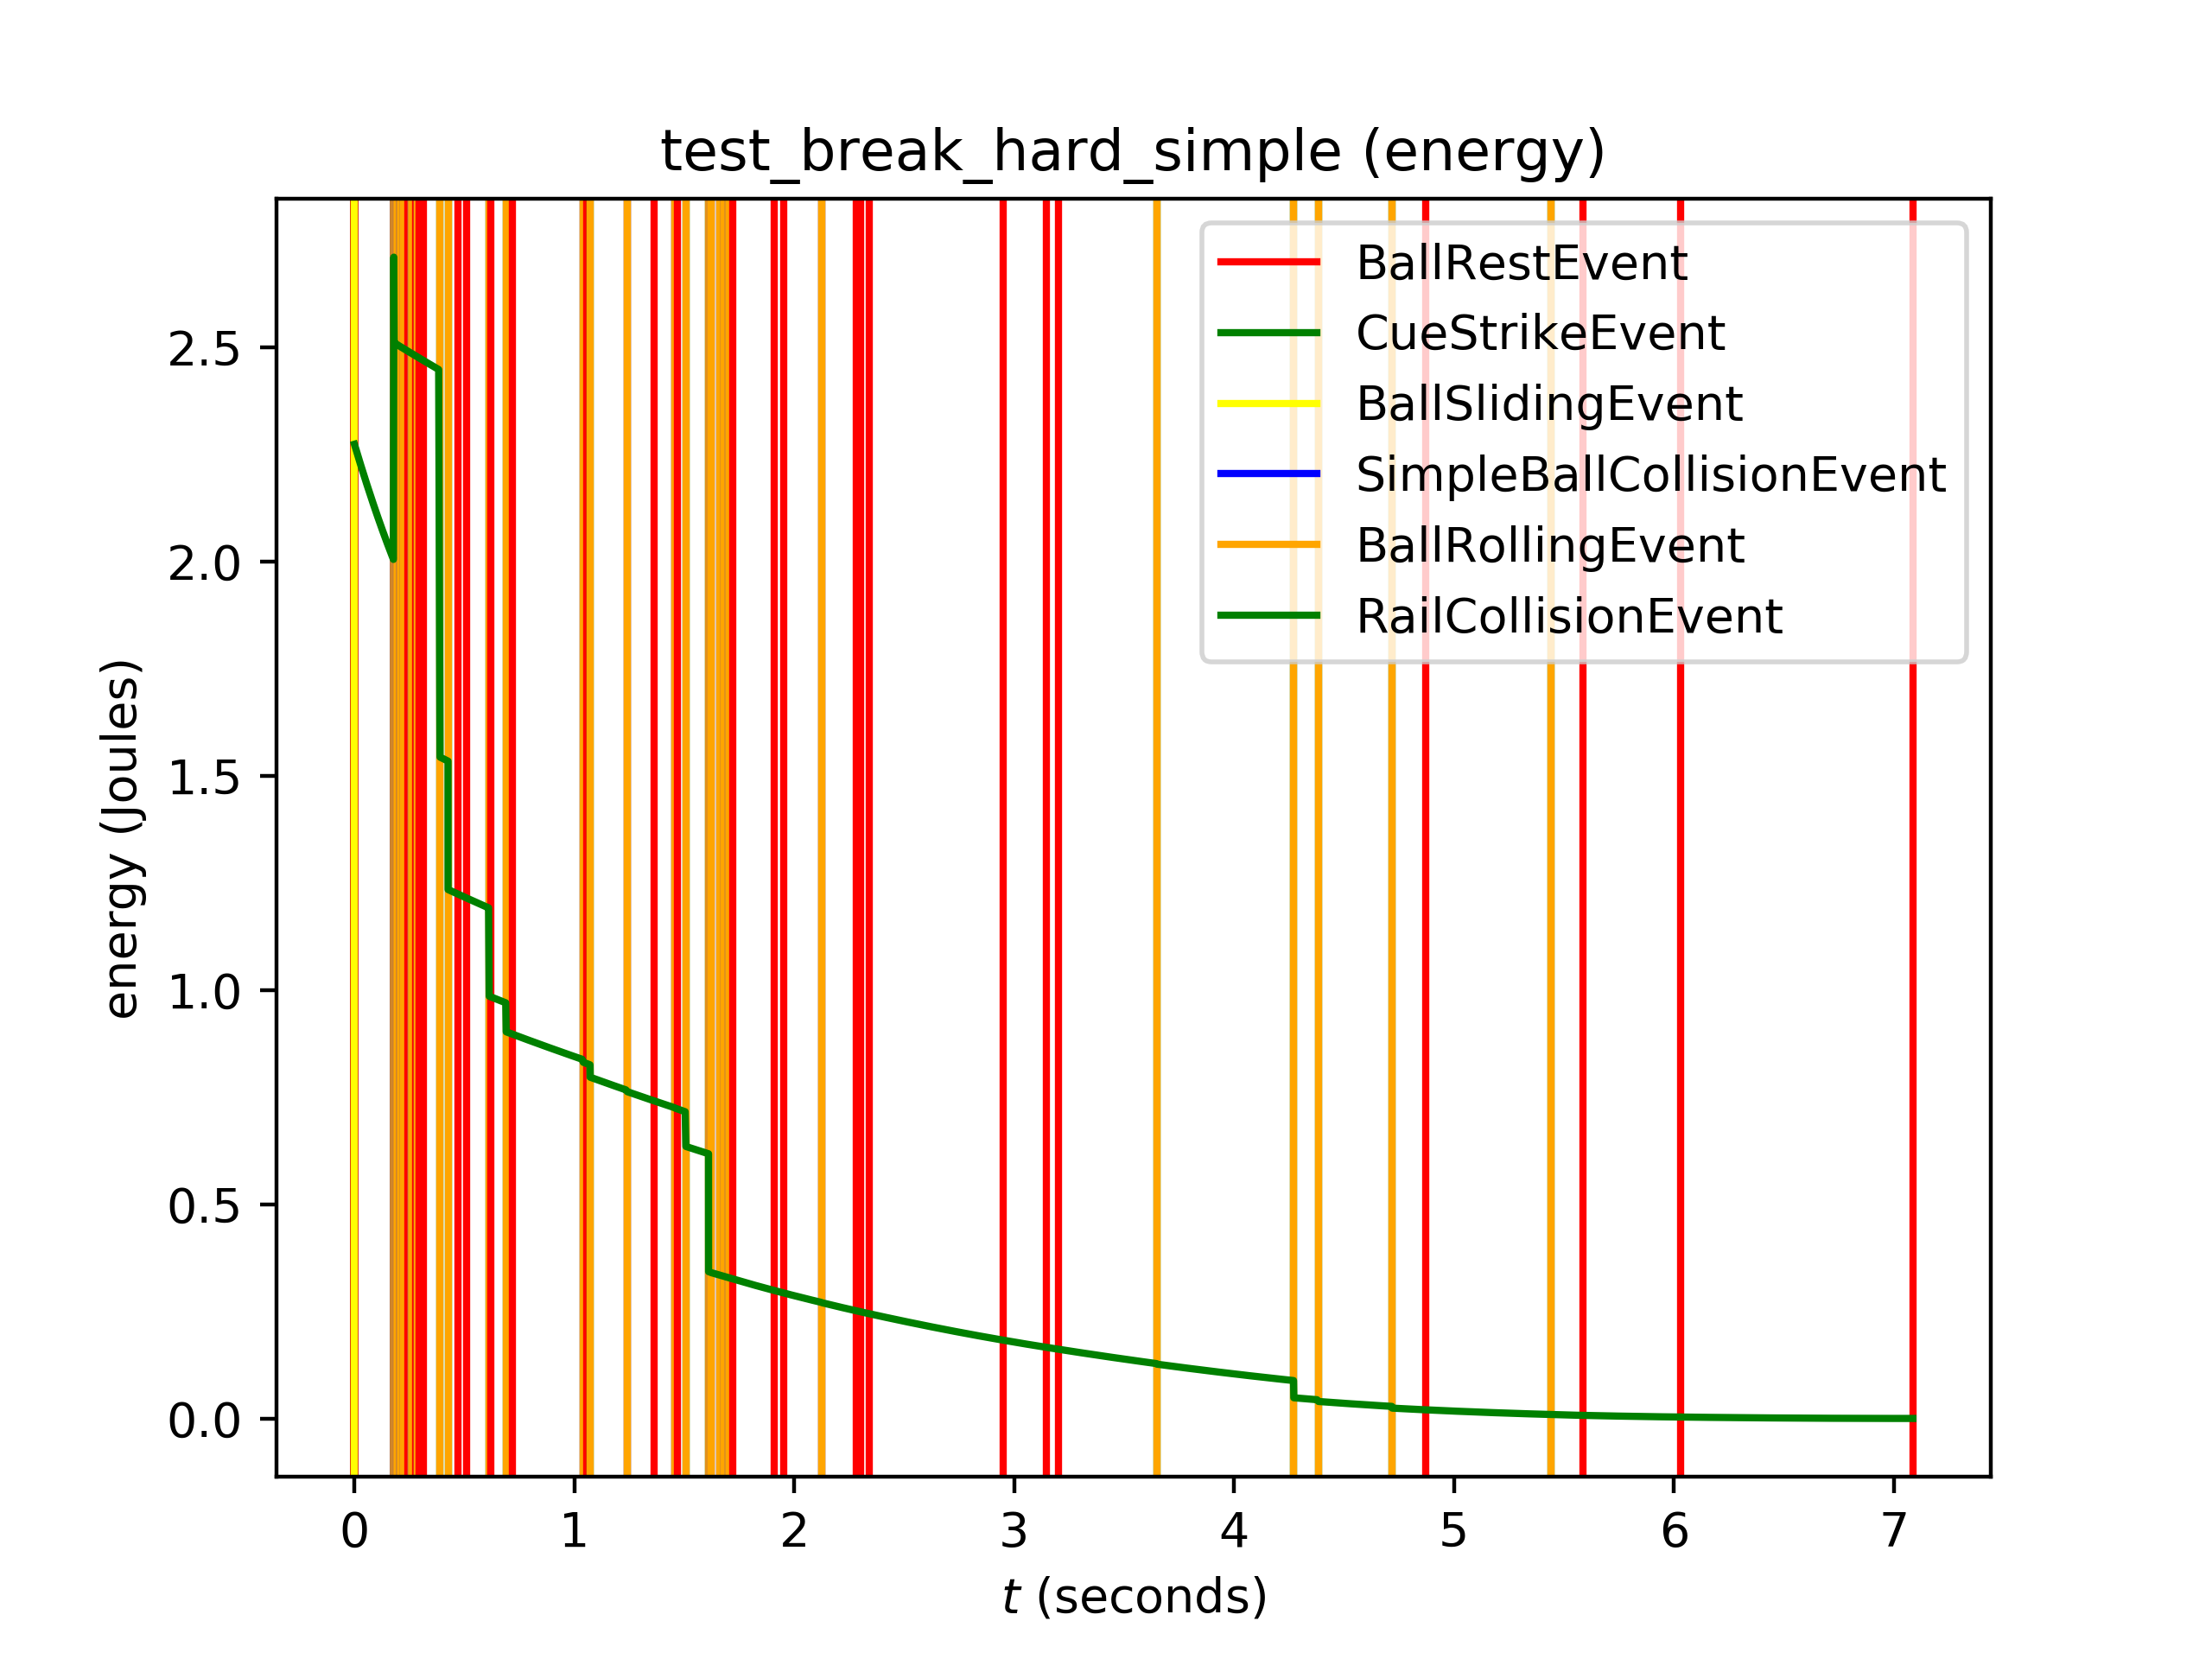 test_break_hard_simple (energy)
BallRestEvent
CueStrikeEvent
BallSlidingEvent
SimpleBallCollisionEvent
BallRollingEvent
RailCollisionEvent
energy (Joules)
2.5
2.0
1.5
1.0
0.5
0.0
0 1 2 3 4 5 6 7
t (seconds)